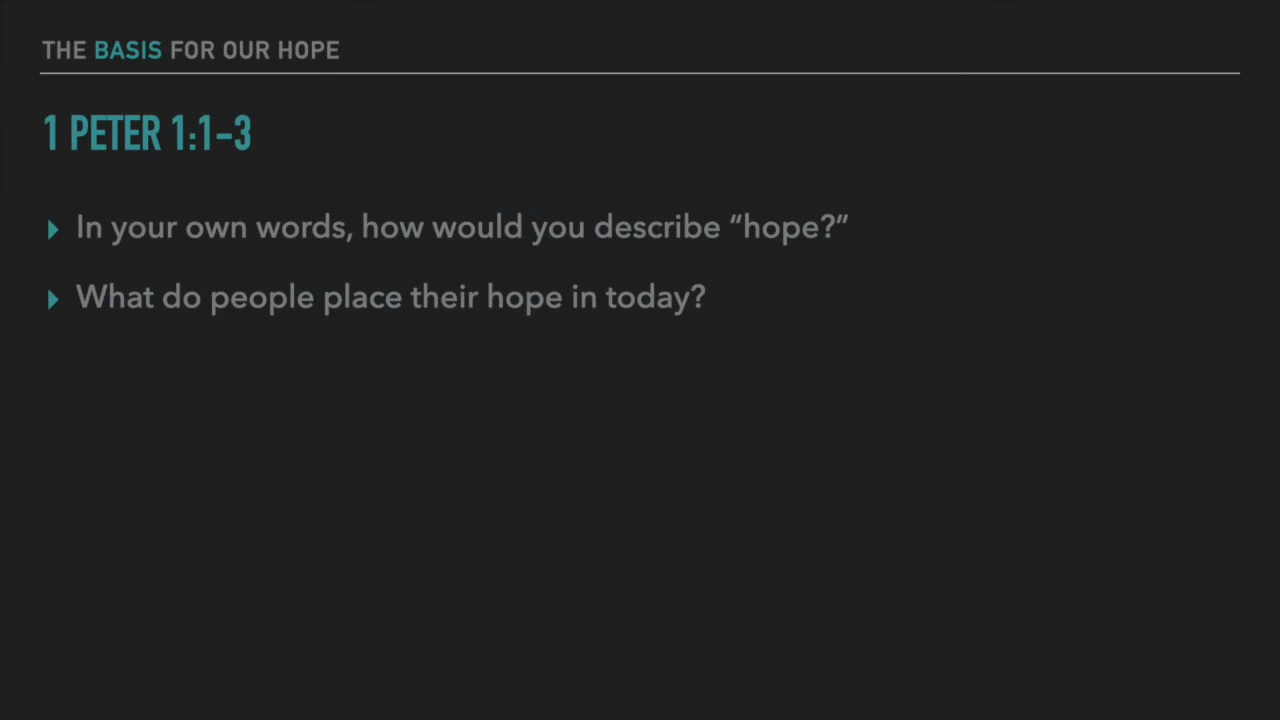 THE BASIS FOR OUR HOPE
1 PETER 1:1-3
In your own words, how would you describe “hope?”
What do people place their hope in today?